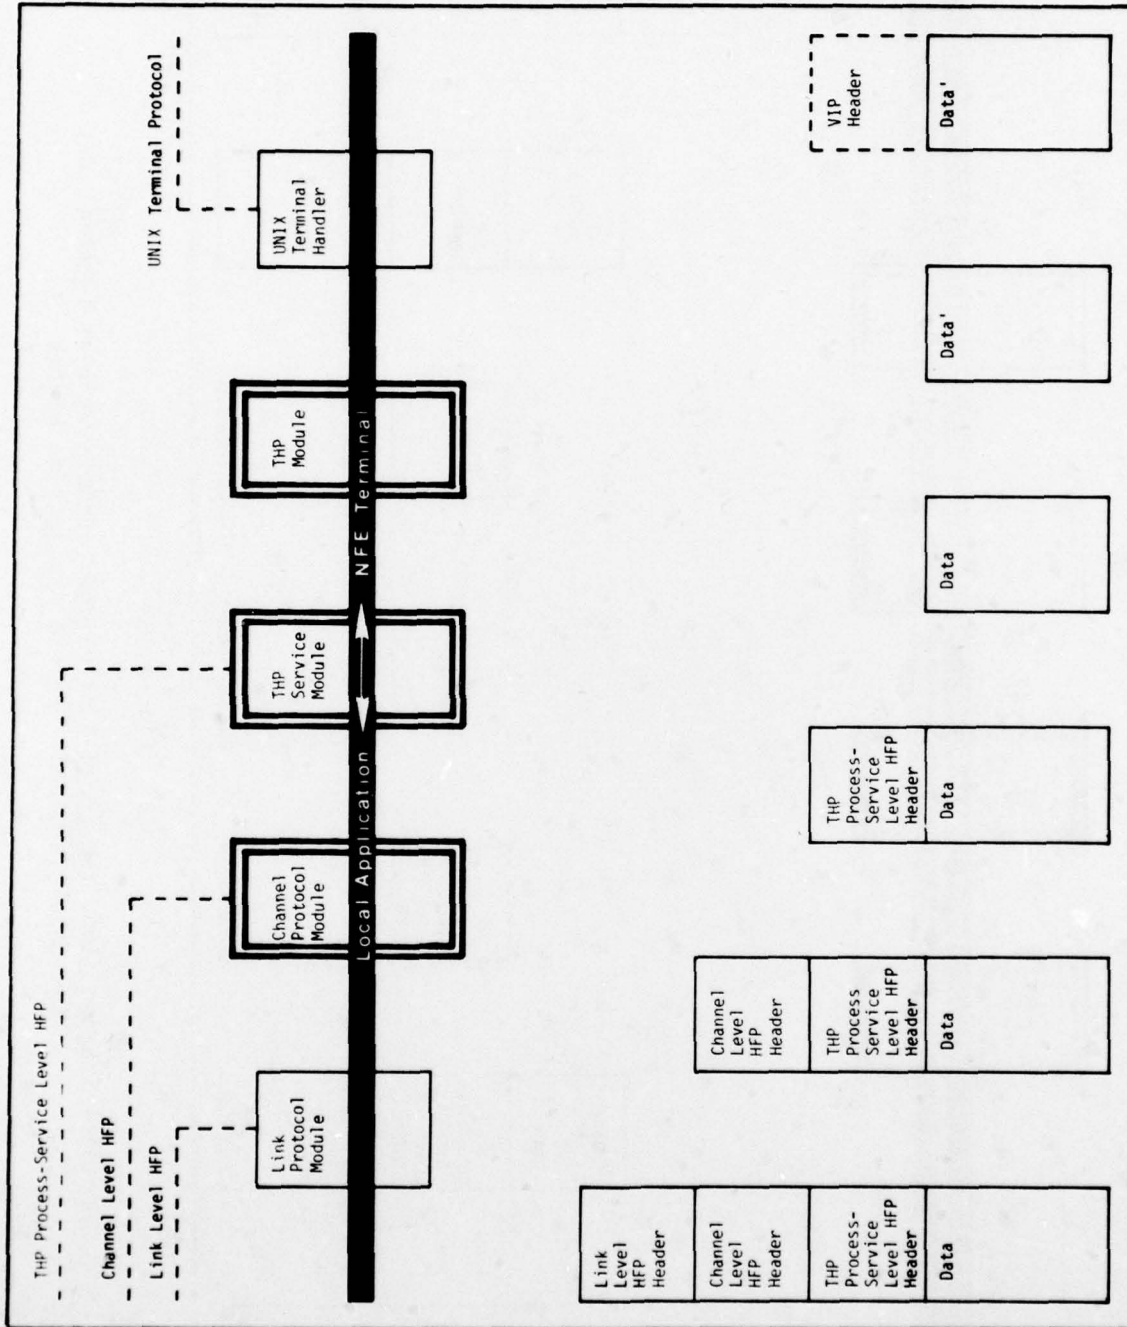 THP Process-Service Level HFP
Channel Level HFP
Link Level HFP
UNIX Terminal Protocol
Link
Protocol
Module
Channel
Protocol
Module
THP
Service
Module
THP
Module
UNIX
Terminal
Handler
Local Application
NFE Terminal
Link
Level
HFP
Header
Channel
Level
HFP
Header
THP
Process-
Service
Level HFP
Header
Data
Channel
Level
HFP
Header
THP
Process
Service
Level HFP
Header
Data
THP
Process-
Service
Level HFP
Header
Data
Data
Data'
VIP
Header
Data'